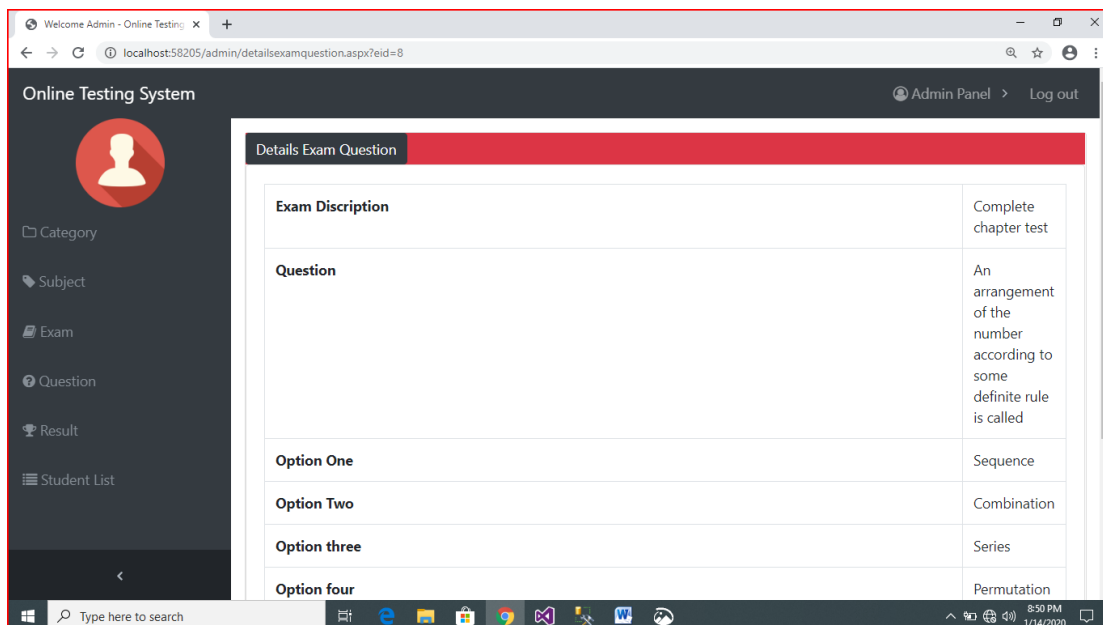 Welcome Admin - Online Testing
localhost:58205/admin/detailsexamquestion.aspx?eid=8
Online Testing System
Admin Panel >
Log out
Category
Subject
Exam
Question
Result
Student List
Details Exam Question
Exam Discription
Complete
chapter test
Question
An
arrangement
of the
number
according to
some
definite rule
is called
Option One
Sequence
Option Two
Combination
Option three
Series
Option four
Permutation
Type here to search
8:50 PM
1/14/2020